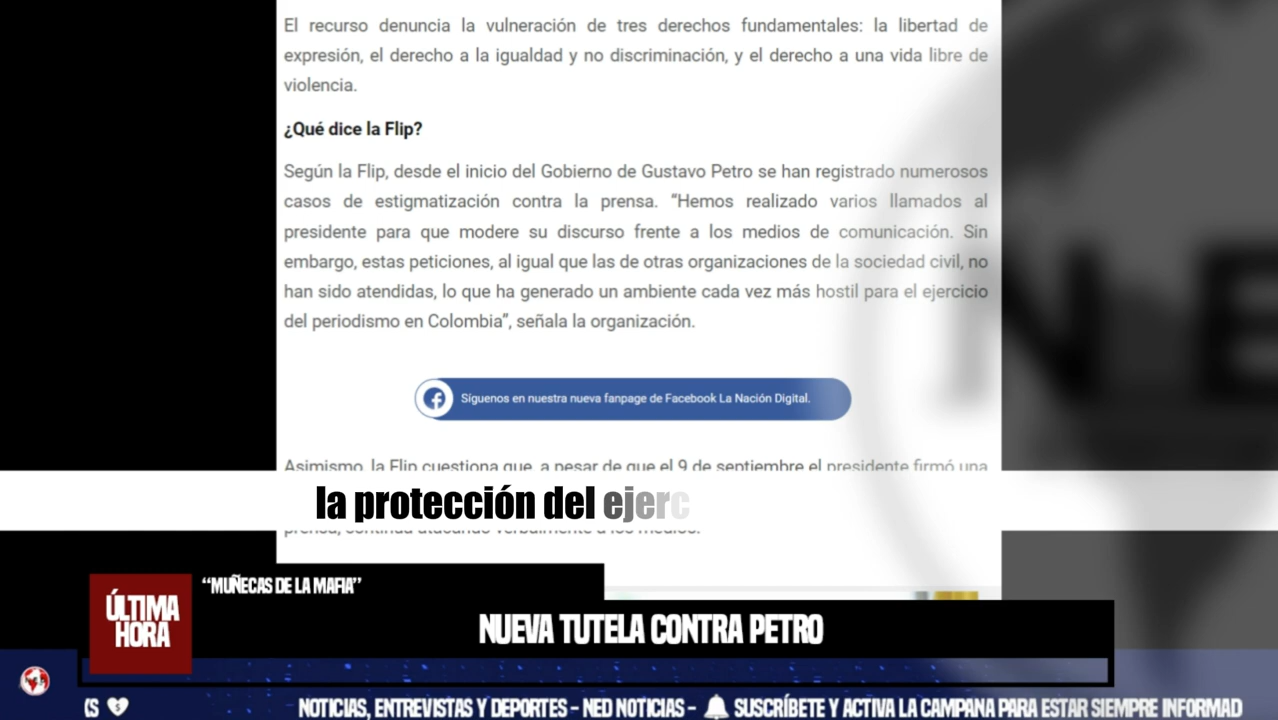 El recurso denuncia la vulneración de tres derechos fundamentales: la libertad de
expresión, el derecho a la igualdad y no discriminación, y el derecho a una vida libre de
violencia.
¿Qué dice la Flip?
Según la Flip, desde el inicio del Gobierno de Gustavo Petro se han registrado numerosos
casos de estigmatización contra la prensa. “Hemos realizado varios llamados al
presidente para que modere su discurso frente a los medios de comunicación. Sin
embargo, estas peticiones, al igual que las de otras organizaciones de la sociedad civil, no
han sido atendidas, lo que ha generado un ambiente cada vez más hostil para el ejercicio
del periodismo en Colombia”, señala la organización.
Síguenos en nuestra nueva fanpage de Facebook La Nación Digital.
Asimismo, la Flip cuestiona que, a pesar de que el 9 de septiembre el presidente firmó una
la protección del ejerc
prensa, continúa atacando verbalmente a los medios.
“MUÑECAS DE LA MAFIA”
ÚLTIMA
HORA
NUEVA TUTELA CONTRA PETRO
CS
NOTICIAS, ENTREVISTAS Y DEPORTES - NED NOTICIAS -
SUSCRÍBETE Y ACTIVA LA CAMPANA PARA ESTAR SIEMPRE INFORMAD
NE